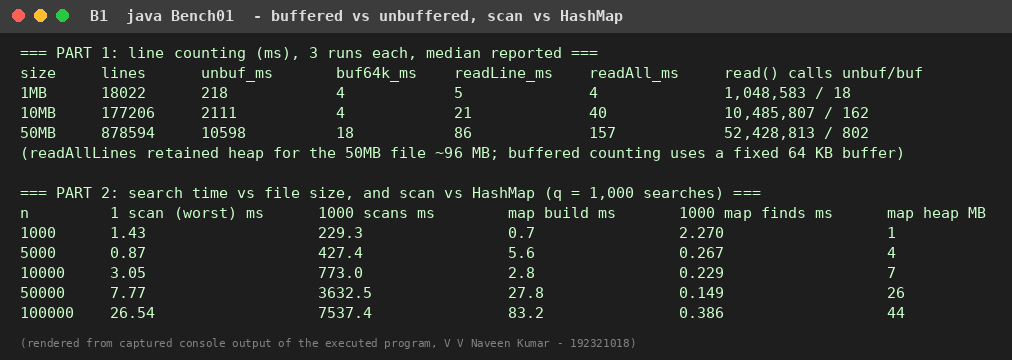 B1 java Bench01 - buffered vs unbuffered, scan vs HashMap
=== PART 1: line counting (ms), 3 runs each, median reported ===
size lines unbuf_ms buf64k_ms readLine_ms readAll_ms read() calls unbuf/buf
1MB 18022 218 4 5 4 1,048,583 / 18
10MB 177206 2111 4 21 40 10,485,807 / 162
50MB 878594 10598 18 86 157 52,428,813 / 802
(readAllLines retained heap for the 50MB file ~96 MB; buffered counting uses a fixed 64 KB buffer)
=== PART 2: search time vs file size, and scan vs HashMap (q = 1,000 searches) ===
n 1 scan (worst) ms 1000 scans ms map build ms 1000 map finds ms map heap MB
1000 1.43 229.3 0.7 2.270 1
5000 0.87 427.4 5.6 0.267 4
10000 3.05 773.0 2.8 0.229 7
50000 7.77 3632.5 27.8 0.149 26
100000 26.54 7537.4 83.2 0.386 44
(rendered from captured console output of the executed program, V V Naveen Kumar - 192321018)